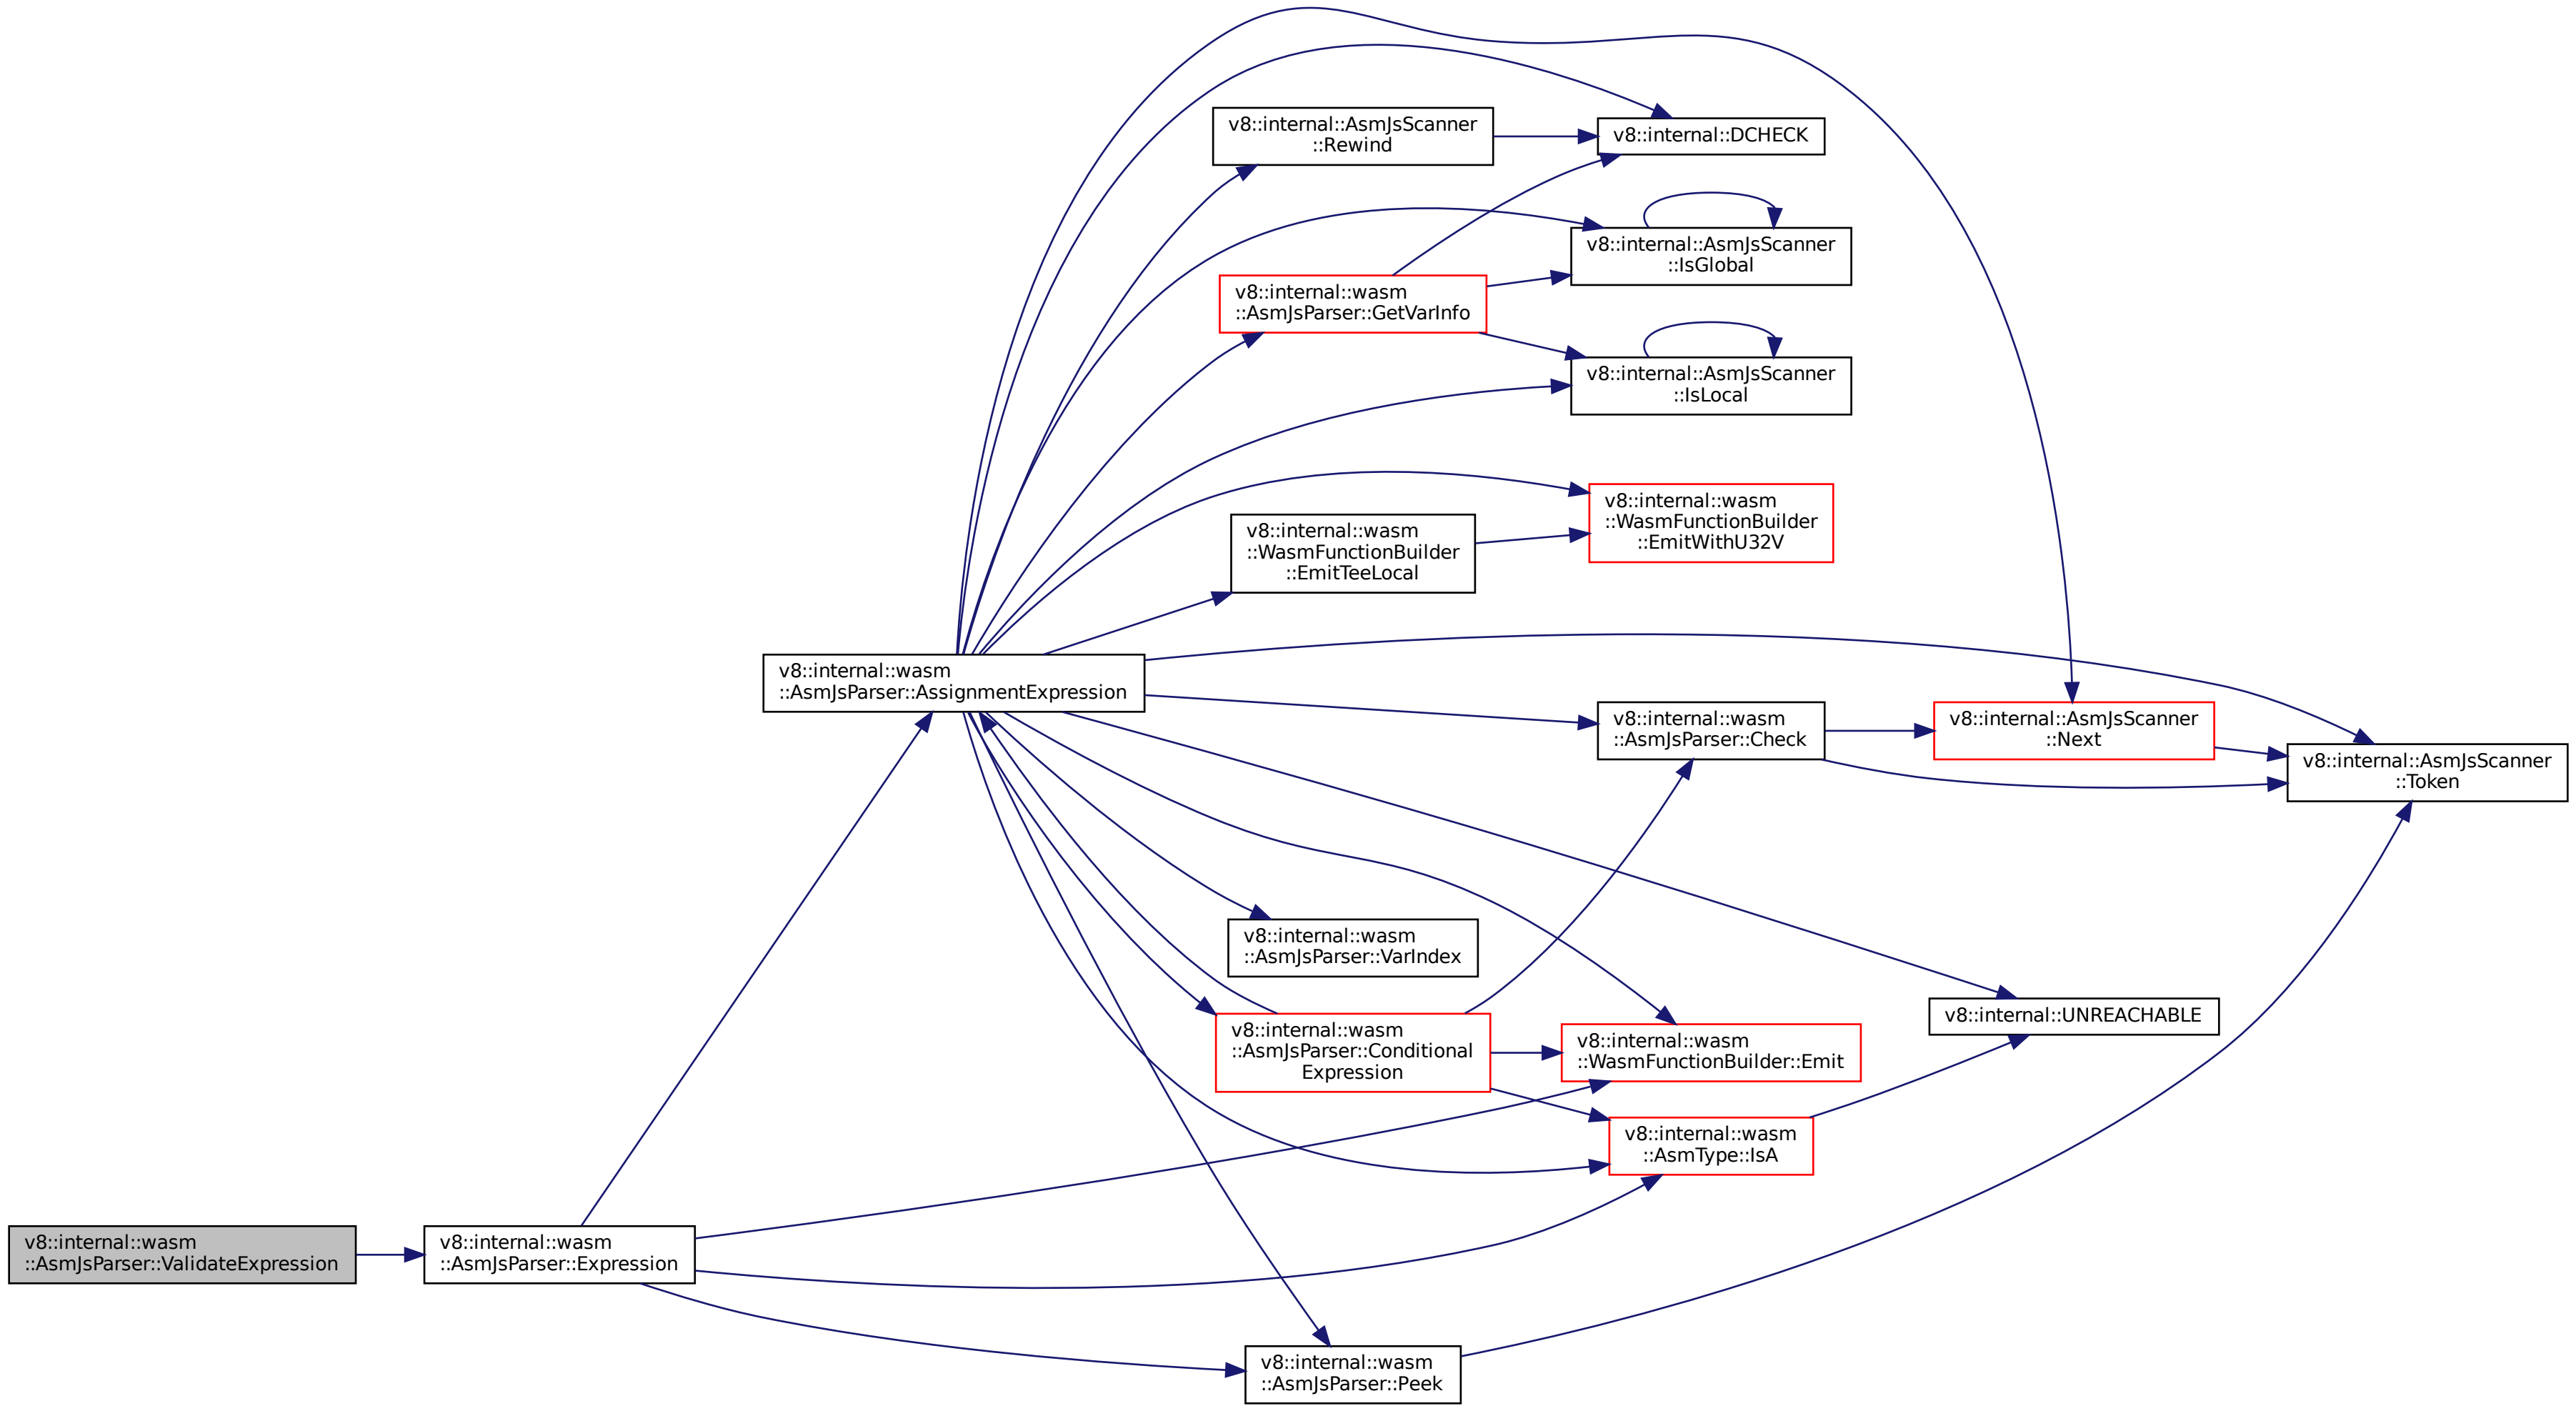 v8::internal::AsmJsScanner
::Rewind
v8::internal::DCHECK
v8::internal::AsmJsScanner
::IsGlobal
v8::internal::wasm
::AsmJsParser::GetVarInfo
v8::internal::AsmJsScanner
::IsLocal
v8::internal::wasm
::WasmFunctionBuilder
::EmitWithU32V
v8::internal::wasm
::WasmFunctionBuilder
::EmitTeeLocal
v8::internal::wasm
::AsmJsParser::AssignmentExpression
v8::internal::wasm
::AsmJsParser::Check
v8::internal::AsmJsScanner
::Next
v8::internal::AsmJsScanner
::Token
v8::internal::wasm
::AsmJsParser::VarIndex
v8::internal::UNREACHABLE
v8::internal::wasm
::AsmJsParser::Conditional
Expression
v8::internal::wasm
::WasmFunctionBuilder::Emit
v8::internal::wasm
::AsmType::IsA
v8::internal::wasm
::AsmJsParser::ValidateExpression
v8::internal::wasm
::AsmJsParser::Expression
v8::internal::wasm
::AsmJsParser::Peek